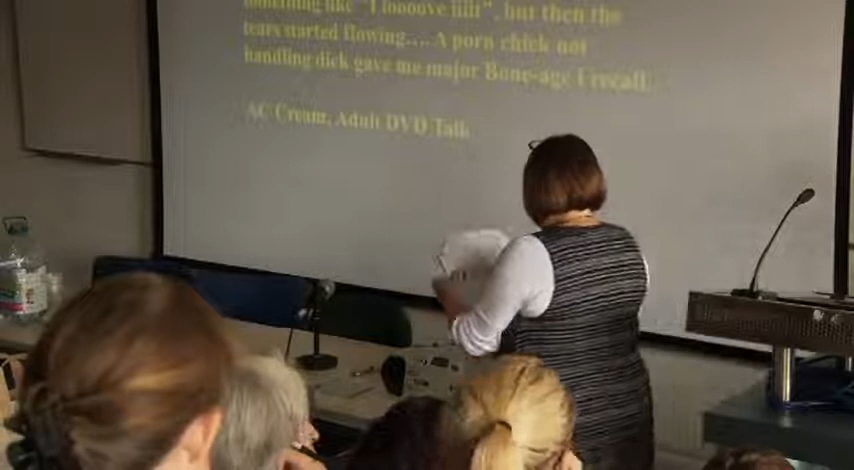 something like "I loooove iiiit", but then the
tears started flowing.... A porn chick not
handling dick gave me major Bone-age I recall.
AC Cream, Adult DVD Talk